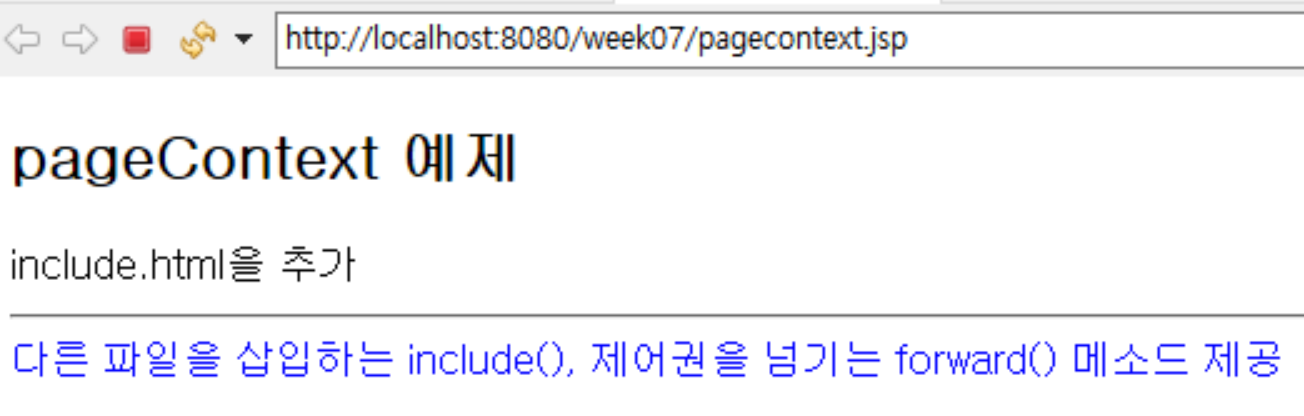 http://localhost:8080/week07/pagecontext.jsp
pageContext 예제
include.html을 추가
다른 파일을 삽입하는 include(), 제어권을 넘기는 forward() 메소드 제공